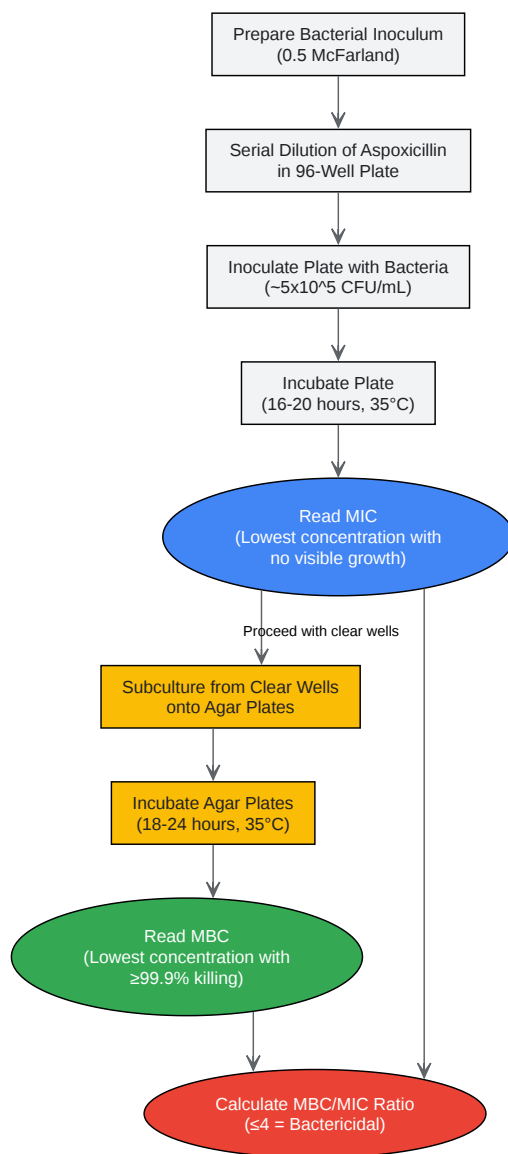 Prepare Bacterial Inoculum
(0.5 McFarland)
Serial Dilution of Aspoxicillin
in 96-Well Plate
Inoculate Plate with Bacteria
(~5x10^5 CFU/mL)
Incubate Plate
(16-20 hours, 35°C)
Read MIC
(Lowest concentration with
no visible growth)
Proceed with clear wells
Subculture from Clear Wells
onto Agar Plates
Incubate Agar Plates
(18-24 hours, 35°C)
Read MBC
(Lowest concentration with
≥99.9% killing)
Calculate MBC/MIC Ratio
(≤4 = Bactericidal)